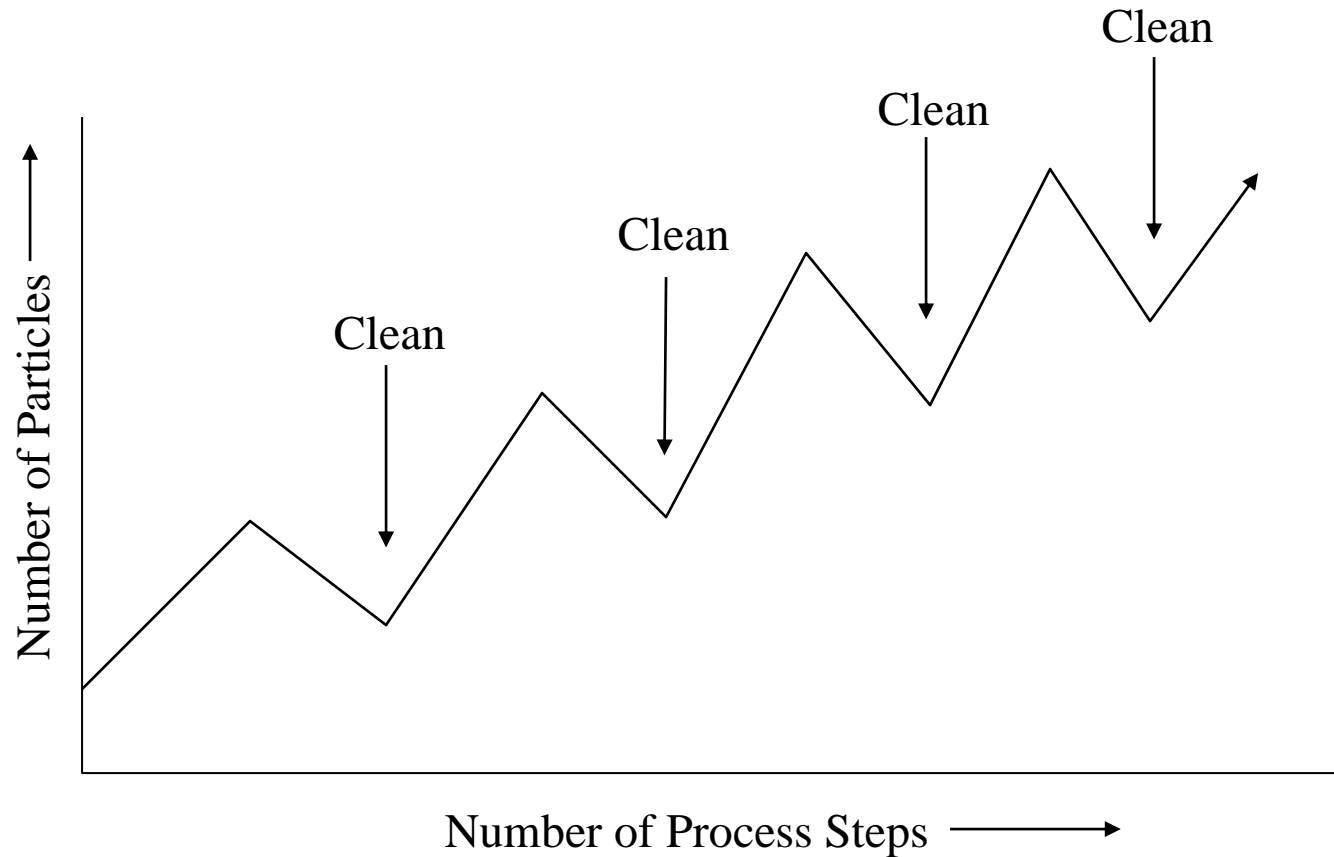 Clean
Clean
Clean
Clean
Number of Particles
Number of Process Steps